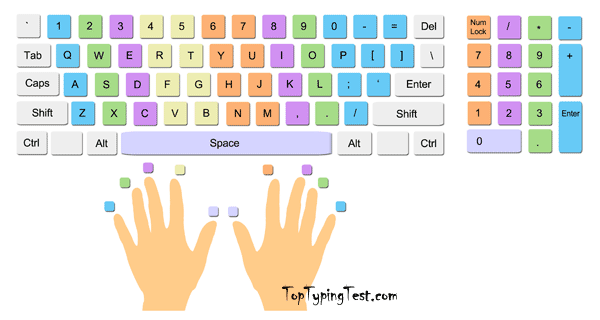 ` 1 2 3 4 5 6 7 8 9 0 - = Del Num Lock / * -
Tab Q W E R T Y U I O P [ ] \ 7 8 9 +
Caps A S D F G H J K L ; ' Enter 4 5 6
Shift Z X C V B N M , . / Shift 1 2 3 Enter
Ctrl Alt Space Alt Ctrl 0 .
TopTypingTest.com